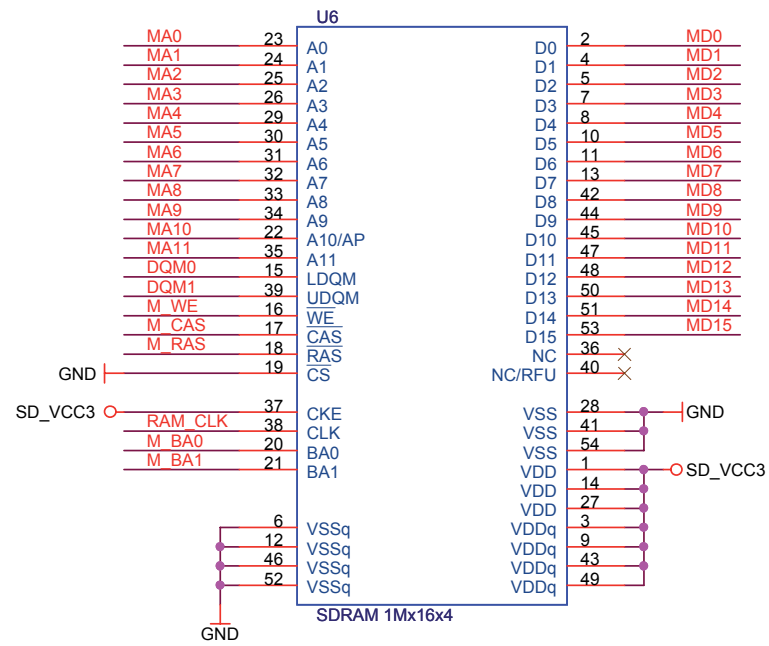 U6
MA0 23 A0 D0 2 MD0
MA1 24 A1 D1 4 MD1
MA2 25 A2 D2 5 MD2
MA3 26 A3 D3 7 MD3
MA4 29 A4 D4 8 MD4
MA5 30 A5 D5 10 MD5
MA6 31 A6 D6 11 MD6
MA7 32 A7 D7 13 MD7
MA8 33 A8 D8 42 MD8
MA9 34 A9 D9 44 MD9
MA10 22 A10/AP D10 45 MD10
MA11 35 A11 D11 47 MD11
DQM0 15 LDQM D12 48 MD12
DQM1 39 UDQM D13 50 MD13
M_WE 16 WE D14 51 MD14
M_CAS 17 CAS D15 53 MD15
M_RAS 18 RAS NC 36
GND 19 CS NC/RFU 40
SD_VCC3 37 CKE VSS 28 GND
RAM_CLK 38 CLK VSS 41
M_BA0 20 BA0 VSS 54
M_BA1 21 BA1 VDD 1 SD_VCC3
VDD 14
VDD 27
6 VSSq VDDq 3
12 VSSq VDDq 9
46 VSSq VDDq 43
52 VSSq VDDq 49
SDRAM 1Mx16x4
GND